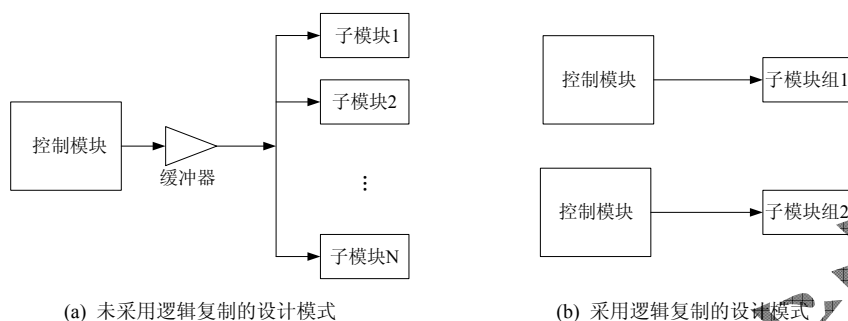 子模块1
子模块2
控制模块
缓冲器
⋮
子模块N
(a) 未采用逻辑复制的设计模式
控制模块
子模块组1
控制模块
子模块组2
(b) 采用逻辑复制的设计模式